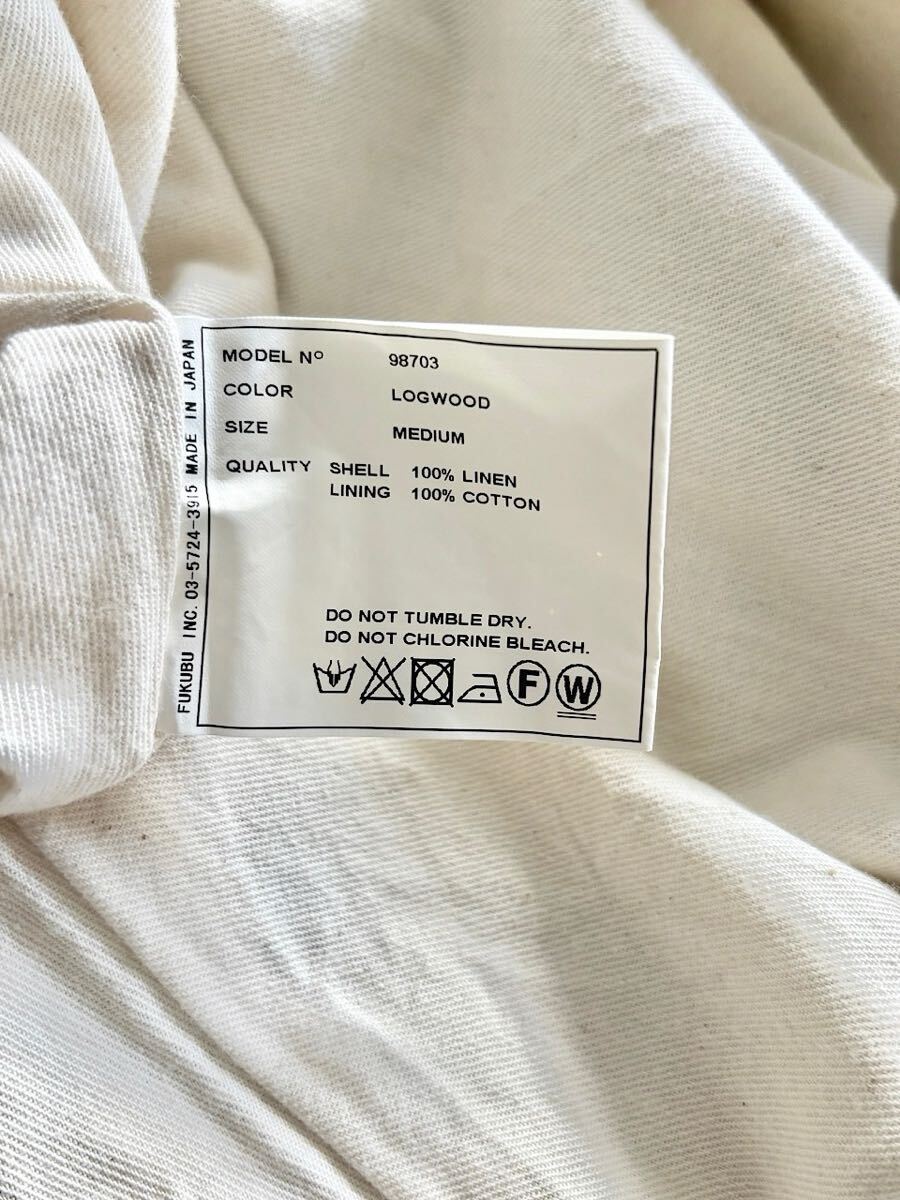 MODEL Nº 98703
COLOR LOGWOOD
SIZE MEDIUM
QUALITY SHELL 100% LINEN
LINING 100% COTTON
DO NOT TUMBLE DRY.
DO NOT CHLORINE BLEACH.
F W
FUKUBU INC. 03-5724-3915 MADE IN JAPAN